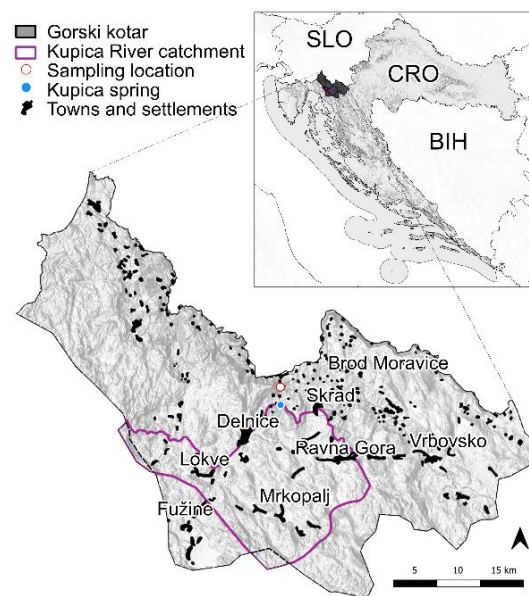 Gorski kotar
Kupica River catchment
Sampling location
Kupica spring
Towns and settlements
SLO
CRO
BIH
Brod Moravice
Skrad
Delnice
Vrbovsko
Ravna Gora
Lokve
Mrkopalj
Fužine
5 10 15 km